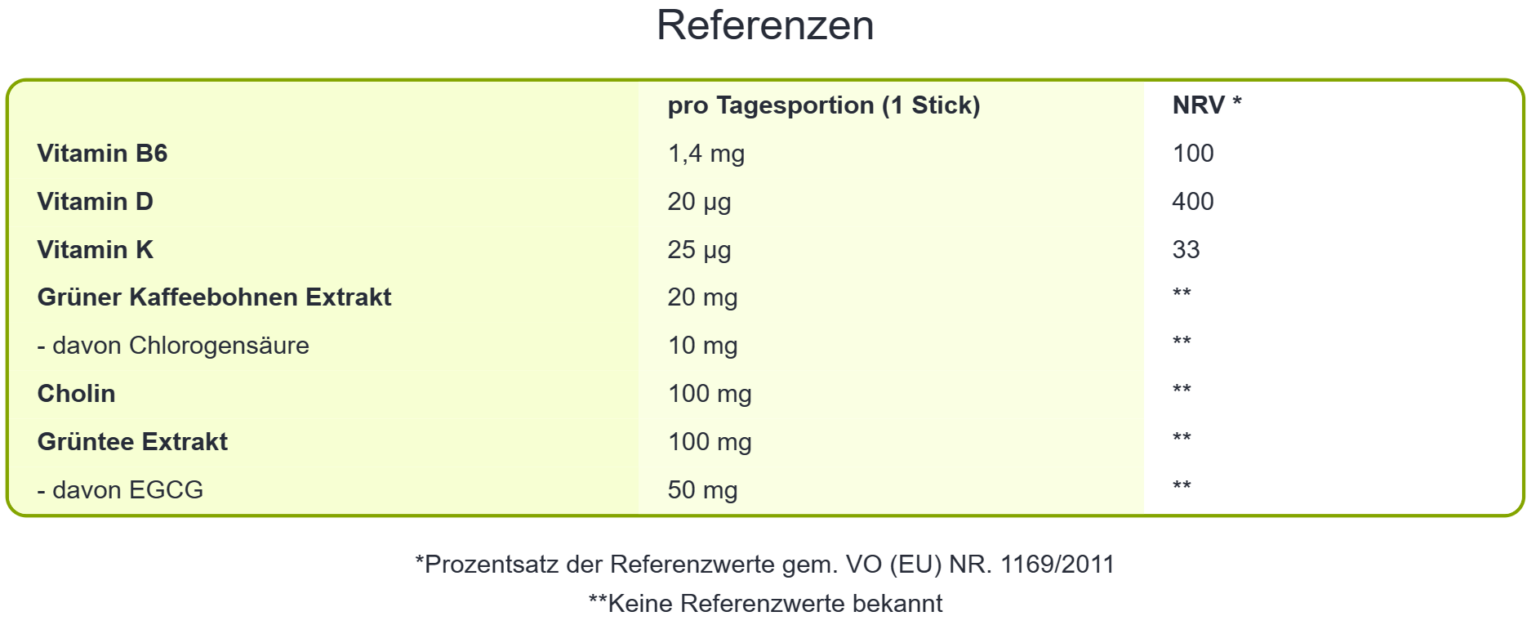 Referenzen
pro Tagesportion (1 Stick) NRV *
Vitamin B6 1,4 mg 100
Vitamin D 20 µg 400
Vitamin K 25 µg 33
Grüner Kaffeebohnen Extrakt 20 mg **
- davon Chlorogensäure 10 mg **
Cholin 100 mg **
Grüntee Extrakt 100 mg **
- davon EGCG 50 mg **
*Prozentsatz der Referenzwerte gem. VO (EU) NR. 1169/2011
**Keine Referenzwerte bekannt